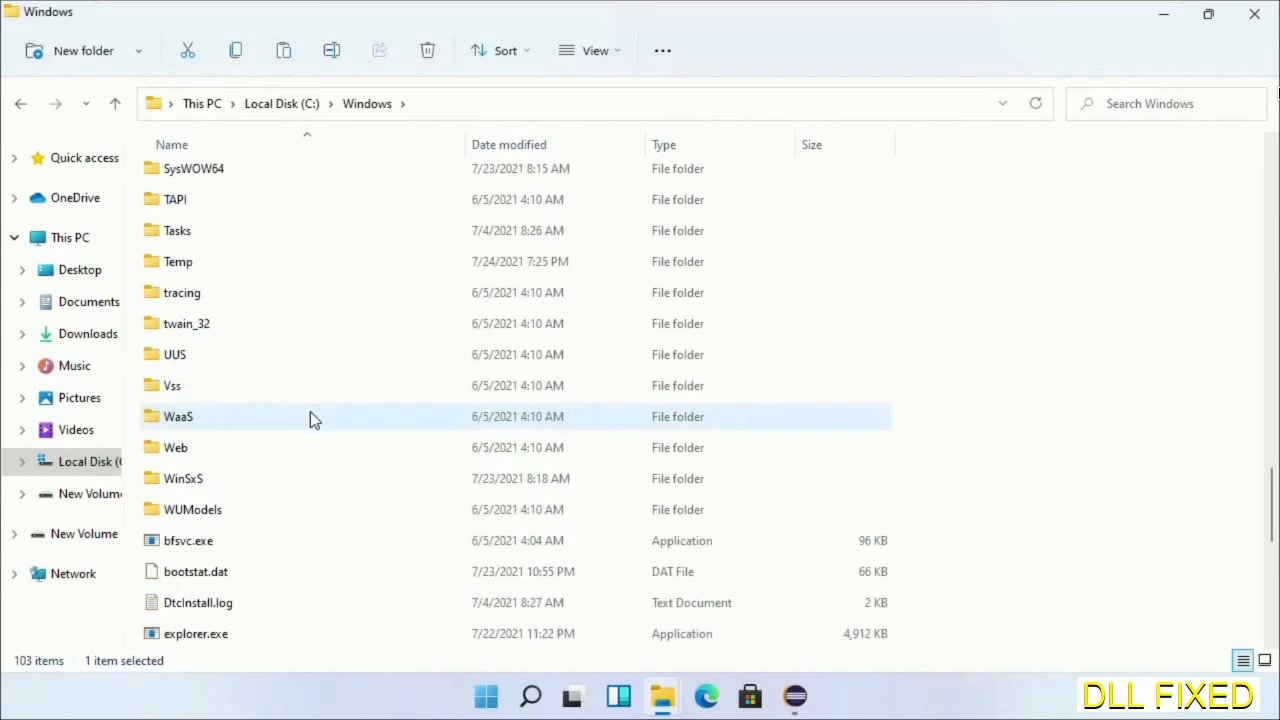 Windows
New folder
Sort
View
This PC
Local Disk (C:)
Windows
Search Windows
Name
Date modified
Type
Size
Quick access
OneDrive
This PC
Desktop
Documents
Downloads
Music
Pictures
Videos
Local Disk (
New Volum
New Volume
Network
SysWOW64 7/23/2021 8:15 AM File folder
TAPI 6/5/2021 4:10 AM File folder
Tasks 7/4/2021 8:26 AM File folder
Temp 7/24/2021 7:25 PM File folder
tracing 6/5/2021 4:10 AM File folder
twain_32 6/5/2021 4:10 AM File folder
UUS 6/5/2021 4:10 AM File folder
Vss 6/5/2021 4:10 AM File folder
WaaS 6/5/2021 4:10 AM File folder
Web 6/5/2021 4:10 AM File folder
WinSxS 7/23/2021 8:18 AM File folder
WUModels 6/5/2021 4:10 AM File folder
bfsvc.exe 6/5/2021 4:04 AM Application 96 KB
bootstat.dat 7/23/2021 10:55 PM DAT File 66 KB
DtcInstall.log 7/4/2021 8:27 AM Text Document 2 KB
explorer.exe 7/22/2021 11:22 PM Application 4,912 KB
103 items 1 item selected
DLL FIXED